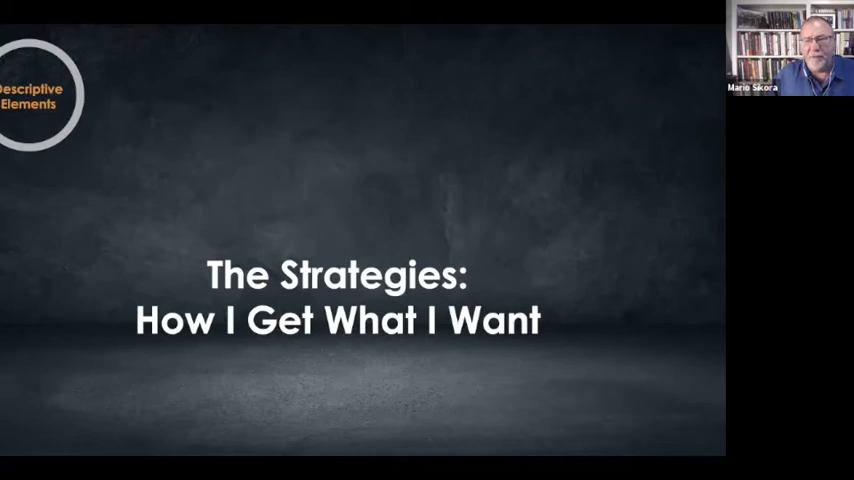 Descriptive
Elements
Mario Sikora
The Strategies:
How I Get What I Want